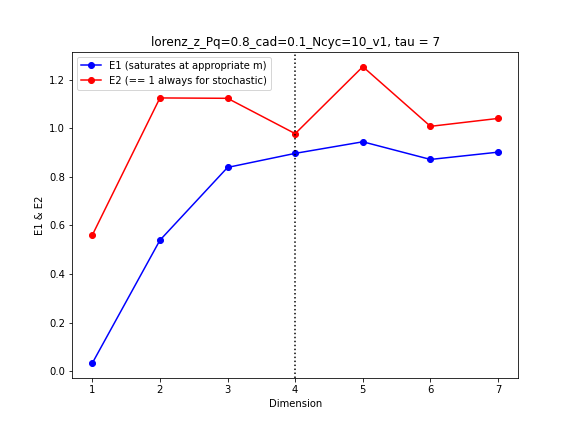 lorenz_z_Pq=0.8_cad=0.1_Ncyc=10_v1, tau = 7
E1 (saturates at appropriate m)
E2 (== 1 always for stochastic)
E1 & E2
1.2
1.0
0.8
0.6
0.4
0.2
0.0
1 2 3 4 5 6 7
Dimension